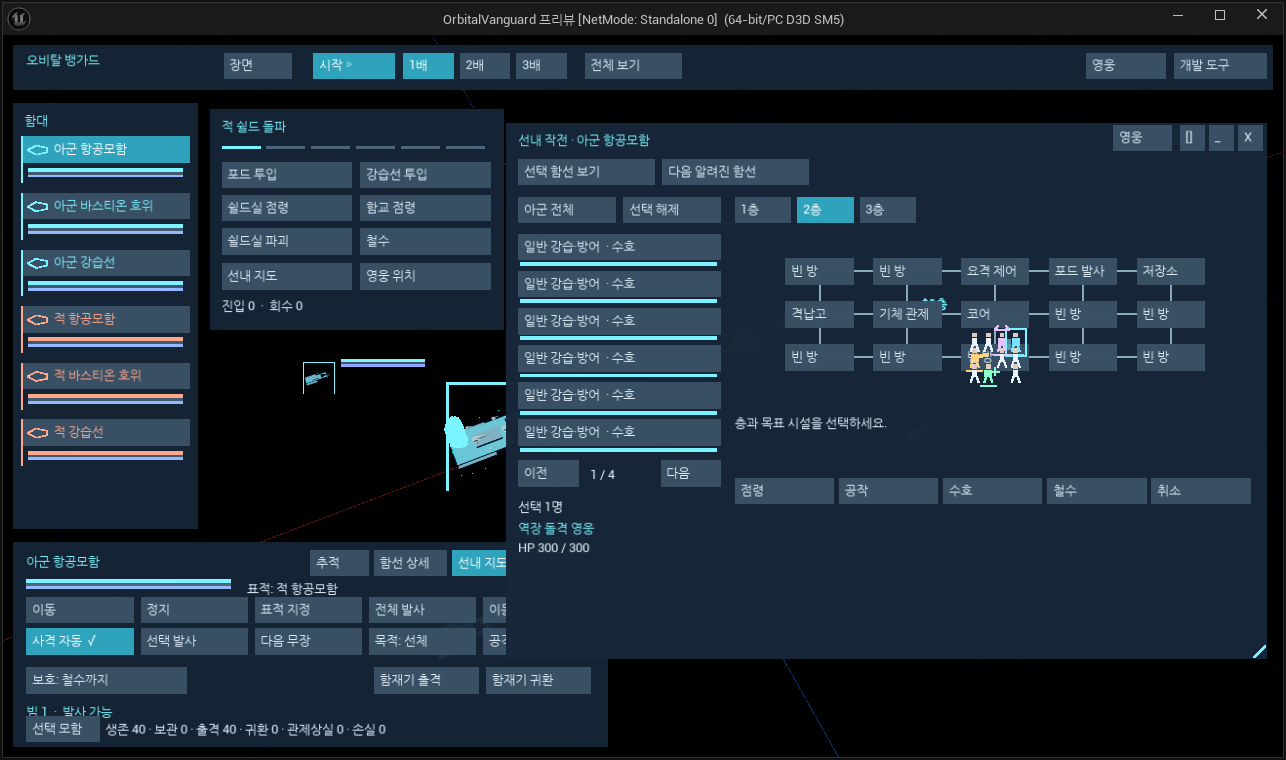 OrbitalVanguard 프리뷰 [NetMode: Standalone 0] (64-bit/PC D3D SM5)
오비탈 뱅가드
장면
시작
1배
2배
3배
전체 보기
영웅
개발 도구
함대
아군 항공모함
아군 바스티온 호위
아군 강습선
적 항공모함
적 바스티온 호위
적 강습선
적 쉴드 돌파
포드 투입
강습선 투입
쉴드실 점령
함교 점령
쉴드실 파괴
철수
선내 지도
영웅 위치
진입 0 · 회수 0
선내 작전 · 아군 항공모함
영웅
[]
_
X
선택 함선 보기
다음 알려진 함선
아군 전체
선택 해제
1층
2층
3층
일반 강습·방어 · 수호
일반 강습·방어 · 수호
일반 강습·방어 · 수호
일반 강습·방어 · 수호
일반 강습·방어 · 수호
일반 강습·방어 · 수호
이전
1 / 4
다음
선택 1명
역장 돌격 영웅
HP 300 / 300
빈 방
빈 방
요격 제어
포드 발사
저장소
격납고
기체 관제
코어
빈 방
빈 방
빈 방
빈 방
빈 방
빈 방
층과 목표 시설을 선택하세요.
점령
공작
수호
철수
취소
아군 항공모함
추적
함선 상세
선내 지도
표적: 적 항공모함
이동
정지
표적 지정
전체 발사
사격 자동 √
선택 발사
다음 무장
목적: 선체
보호: 철수까지
함재기 출격
함재기 귀환
빔 1 · 발사 가능
선택 모함
생존 40 · 보관 0 · 출격 40 · 귀환 0 · 관제상실 0 · 손실 0